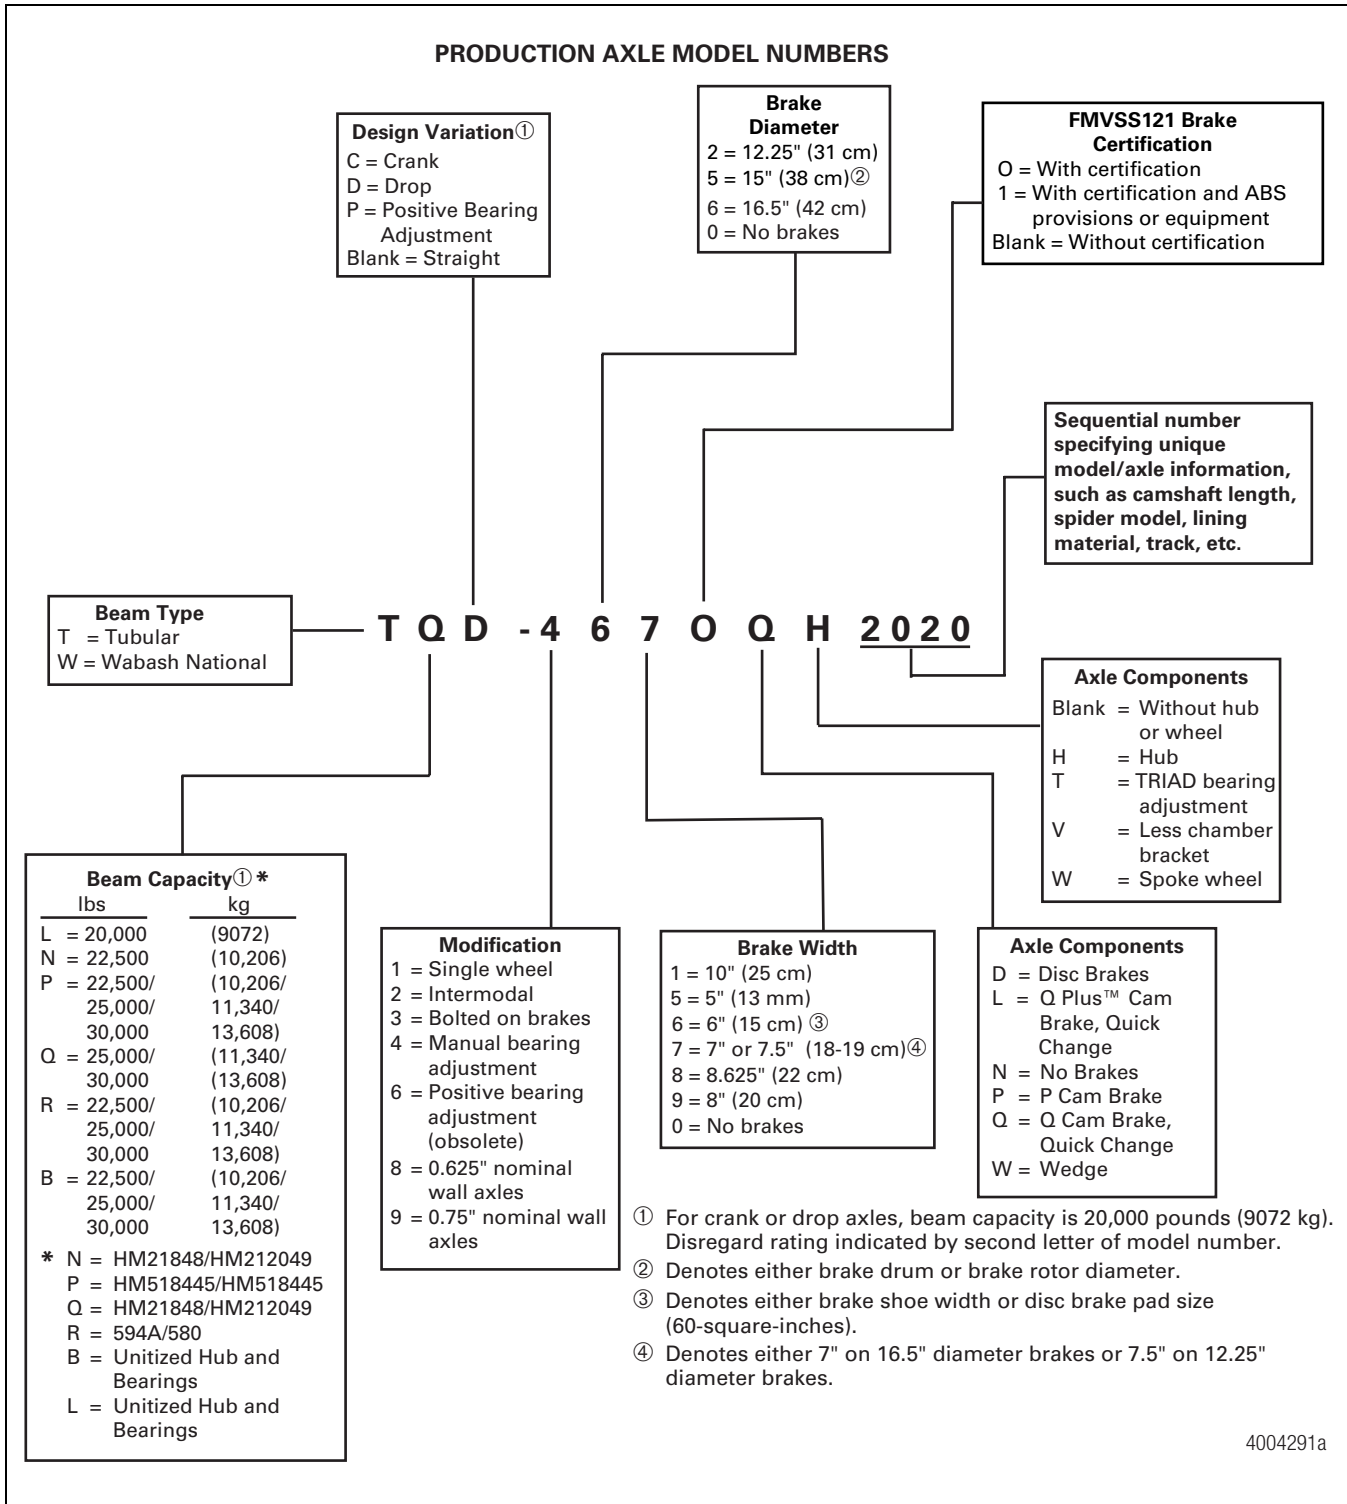 PRODUCTION AXLE MODEL NUMBERS
Design Variation①
C = Crank
D = Drop
P = Positive Bearing
Adjustment
Blank = Straight
Brake
Diameter
2 = 12.25" (31 cm)
5 = 15" (38 cm)②
6 = 16.5" (42 cm)
0 = No brakes
FMVSS121 Brake
Certification
O = With certification
1 = With certification and ABS
provisions or equipment
Blank = Without certification
Sequential number
specifying unique
model/axle information,
such as camshaft length,
spider model, lining
material, track, etc.
Beam Type
T = Tubular
W = Wabash National
T Q D - 4 6 7 O Q H 2 0 2 0
Axle Components
Blank = Without hub
or wheel
H = Hub
T = TRIAD bearing
adjustment
V = Less chamber
bracket
W = Spoke wheel
Beam Capacity① *
lbs kg
L = 20,000 (9072)
N = 22,500 (10,206)
P = 22,500/ (10,206/
25,000/ 11,340/
30,000 13,608)
Q = 25,000/ (11,340/
30,000 (13,608)
R = 22,500/ (10,206/
25,000/ 11,340/
30,000 13,608)
B = 22,500/ (10,206/
25,000/ 11,340/
30,000 13,608)
* N = HM21848/HM212049
P = HM518445/HM518445
Q = HM21848/HM212049
R = 594A/580
B = Unitized Hub and
Bearings
L = Unitized Hub and
Bearings
Modification
1 = Single wheel
2 = Intermodal
3 = Bolted on brakes
4 = Manual bearing
adjustment
6 = Positive bearing
adjustment
(obsolete)
8 = 0.625" nominal
wall axles
9 = 0.75" nominal wall
axles
Brake Width
1 = 10" (25 cm)
5 = 5" (13 mm)
6 = 6" (15 cm) ③
7 = 7" or 7.5" (18-19 cm)④
8 = 8.625" (22 cm)
9 = 8" (20 cm)
0 = No brakes
Axle Components
D = Disc Brakes
L = Q Plus™ Cam
Brake, Quick
Change
N = No Brakes
P = P Cam Brake
Q = Q Cam Brake,
Quick Change
W = Wedge
① For crank or drop axles, beam capacity is 20,000 pounds (9072 kg).
Disregard rating indicated by second letter of model number.
② Denotes either brake drum or brake rotor diameter.
③ Denotes either brake shoe width or disc brake pad size
(60-square-inches).
④ Denotes either 7" on 16.5" diameter brakes or 7.5" on 12.25"
diameter brakes.
4004291a